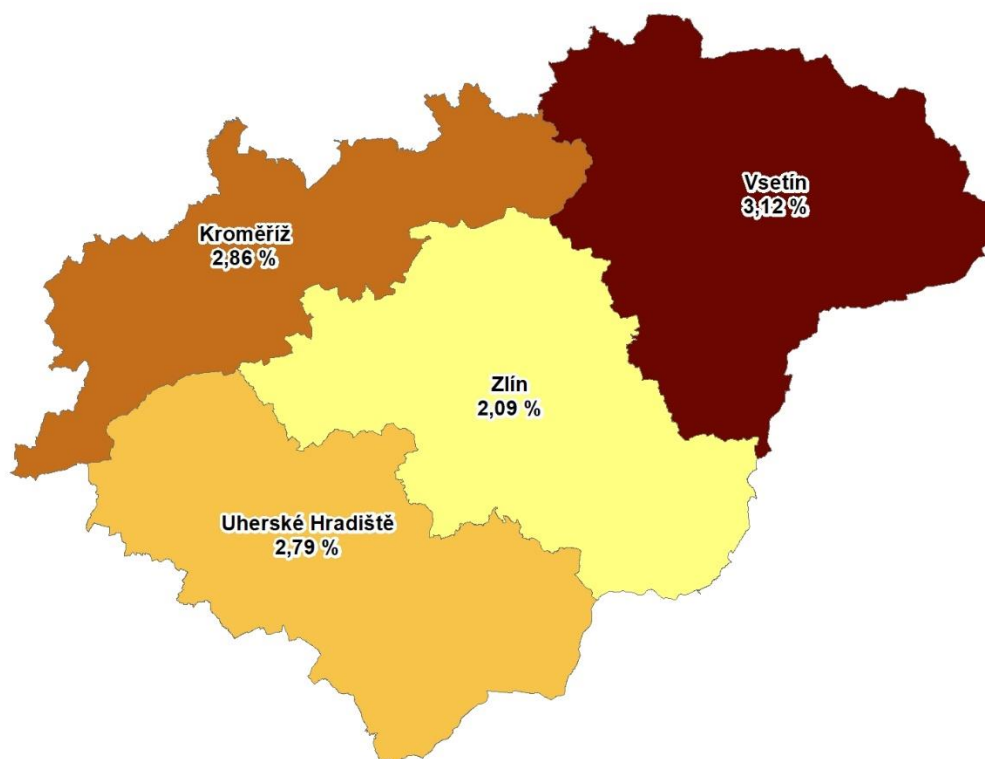 Vsetín
3,12 %
Kroměříž
2,86 %
Zlín
2,09 %
Uherské Hradiště
2,79 %